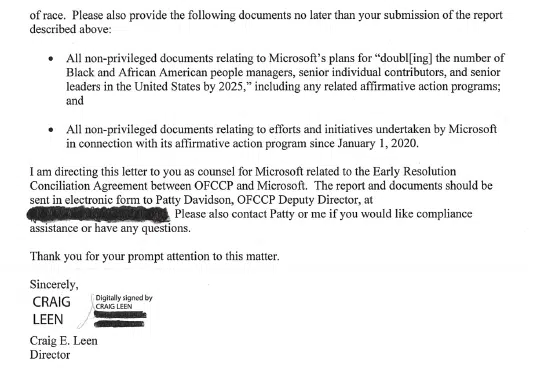 of race. Please also provide the following documents no later than your submission of the report
described above:
• All non-privileged documents relating to Microsoft's plans for "doubl[ing] the number of
Black and African American people managers, senior individual contributors, and senior
leaders in the United States by 2025," including any related affirmative action programs;
and
• All non-privileged documents relating to efforts and initiatives undertaken by Microsoft
in connection with its affirmative action program since January 1, 2020.
I am directing this letter to you as counsel for Microsoft related to the Early Resolution
Conciliation Agreement between OFCCP and Microsoft. The report and documents should be
sent in electronic form to Patty Davidson, OFCCP Deputy Director, at
. Please also contact Patty or me if you would like compliance
assistance or have any questions.
Thank you for your prompt attention to this matter.
Sincerely,
CRAIG
LEEN
Digitally signed by
CRAIG LEEN
Craig E. Leen
Director